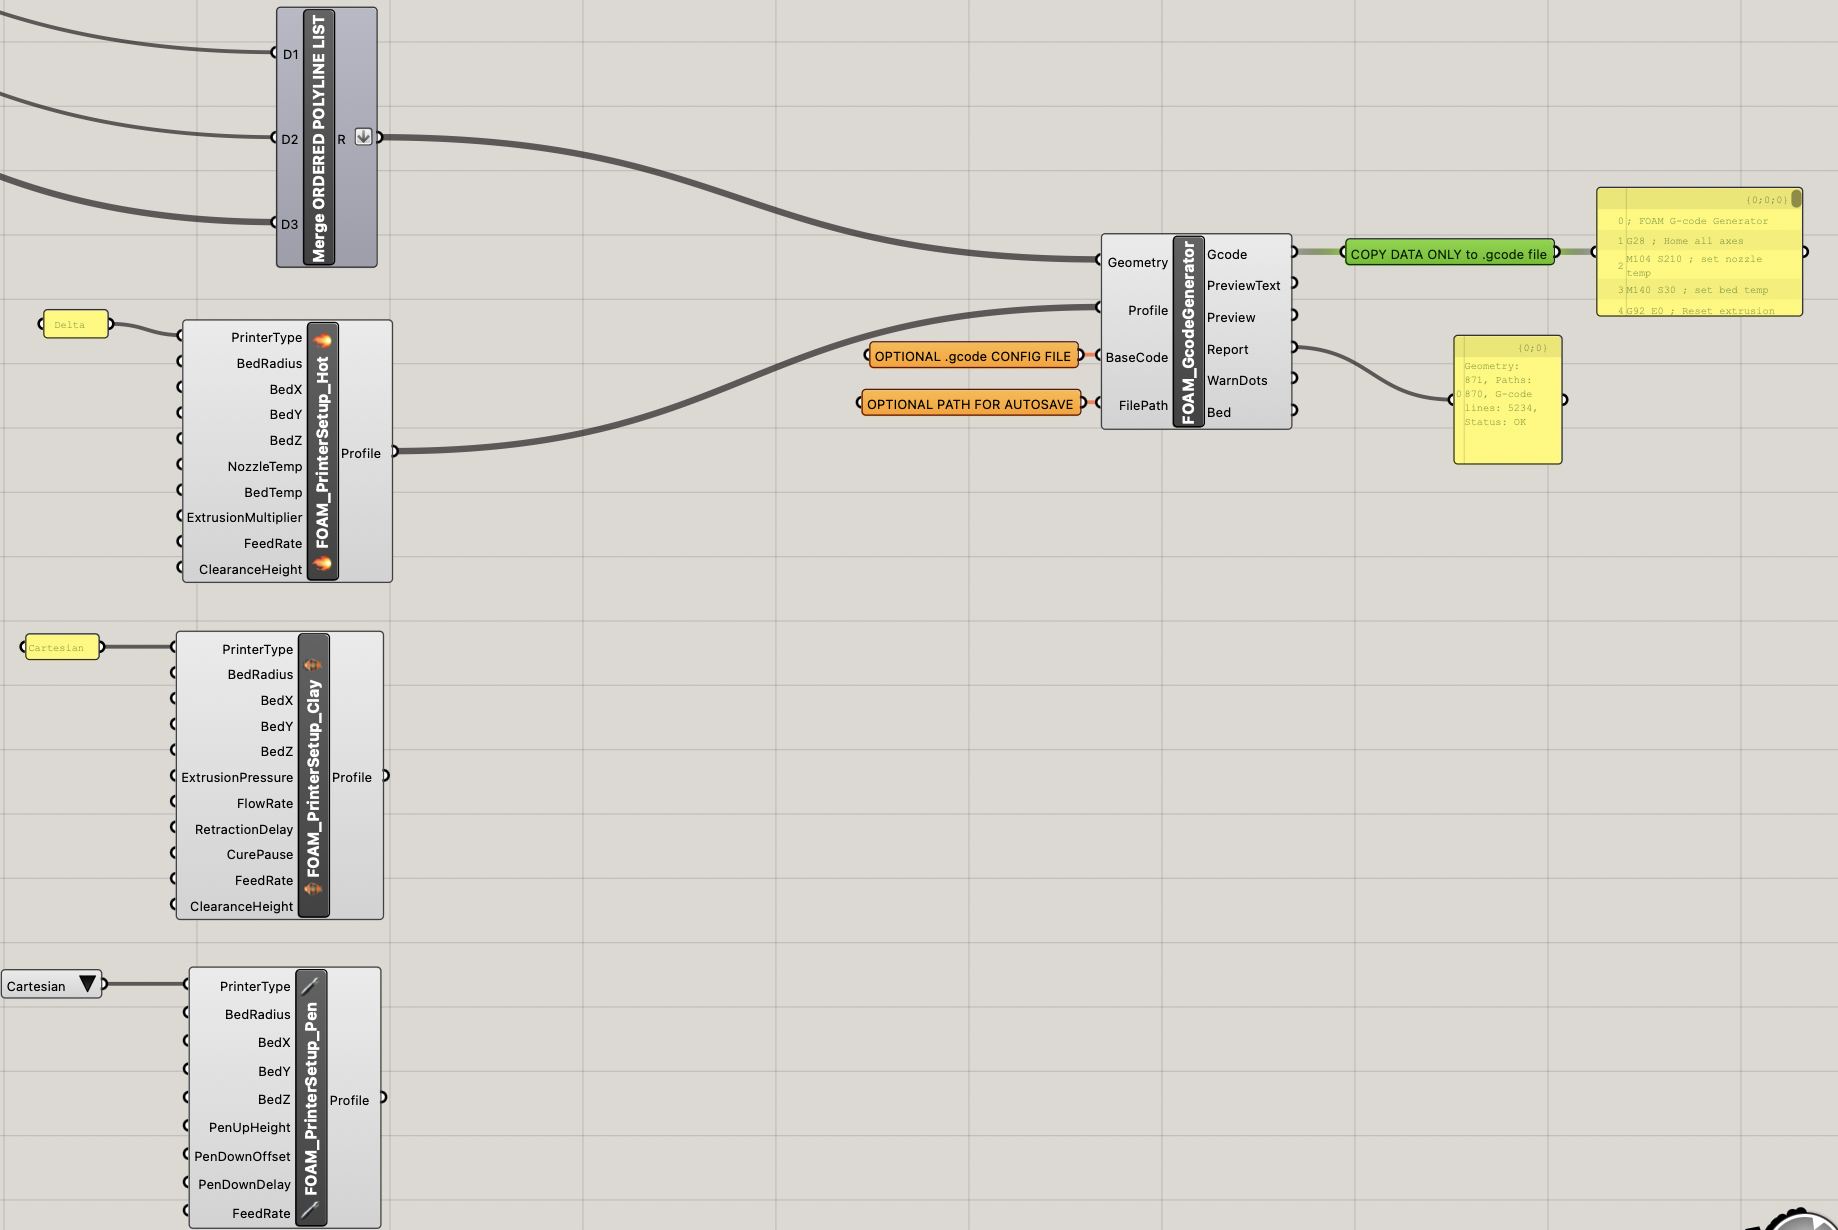 D1
D2
D3
Merge ORDERED POLYLINE LIST
R
Delta
PrinterType
BedRadius
BedX
BedY
BedZ
NozzleTemp
BedTemp
ExtrusionMultiplier
FeedRate
ClearanceHeight
FOAM_PrinterSetup_Hot
Profile
Cartesian
PrinterType
BedRadius
BedX
BedY
BedZ
ExtrusionPressure
FlowRate
RetractionDelay
CurePause
FeedRate
ClearanceHeight
FOAM_PrinterSetup_Clay
Profile
Cartesian
PrinterType
BedRadius
BedX
BedY
BedZ
PenUpHeight
PenDownOffset
PenDownDelay
FeedRate
FOAM_PrinterSetup_Pen
Profile
OPTIONAL .gcode CONFIG FILE
OPTIONAL PATH FOR AUTOSAVE
Geometry
Profile
BaseCode
FilePath
FOAM_GcodeGenerator
Gcode
PreviewText
Preview
Report
WarnDots
Bed
COPY DATA ONLY to .gcode file
{0;0;0}
0 ; FOAM G-code Generator
1 G28 ; Home all axes
2 M104 S210 ; set nozzle
temp
3 M140 S30 ; set bed temp
4 G92 E0 ; Reset extrusion
{0;0}
Geometry:
871, Paths:
0 870, G-code
lines: 5234,
Status: OK